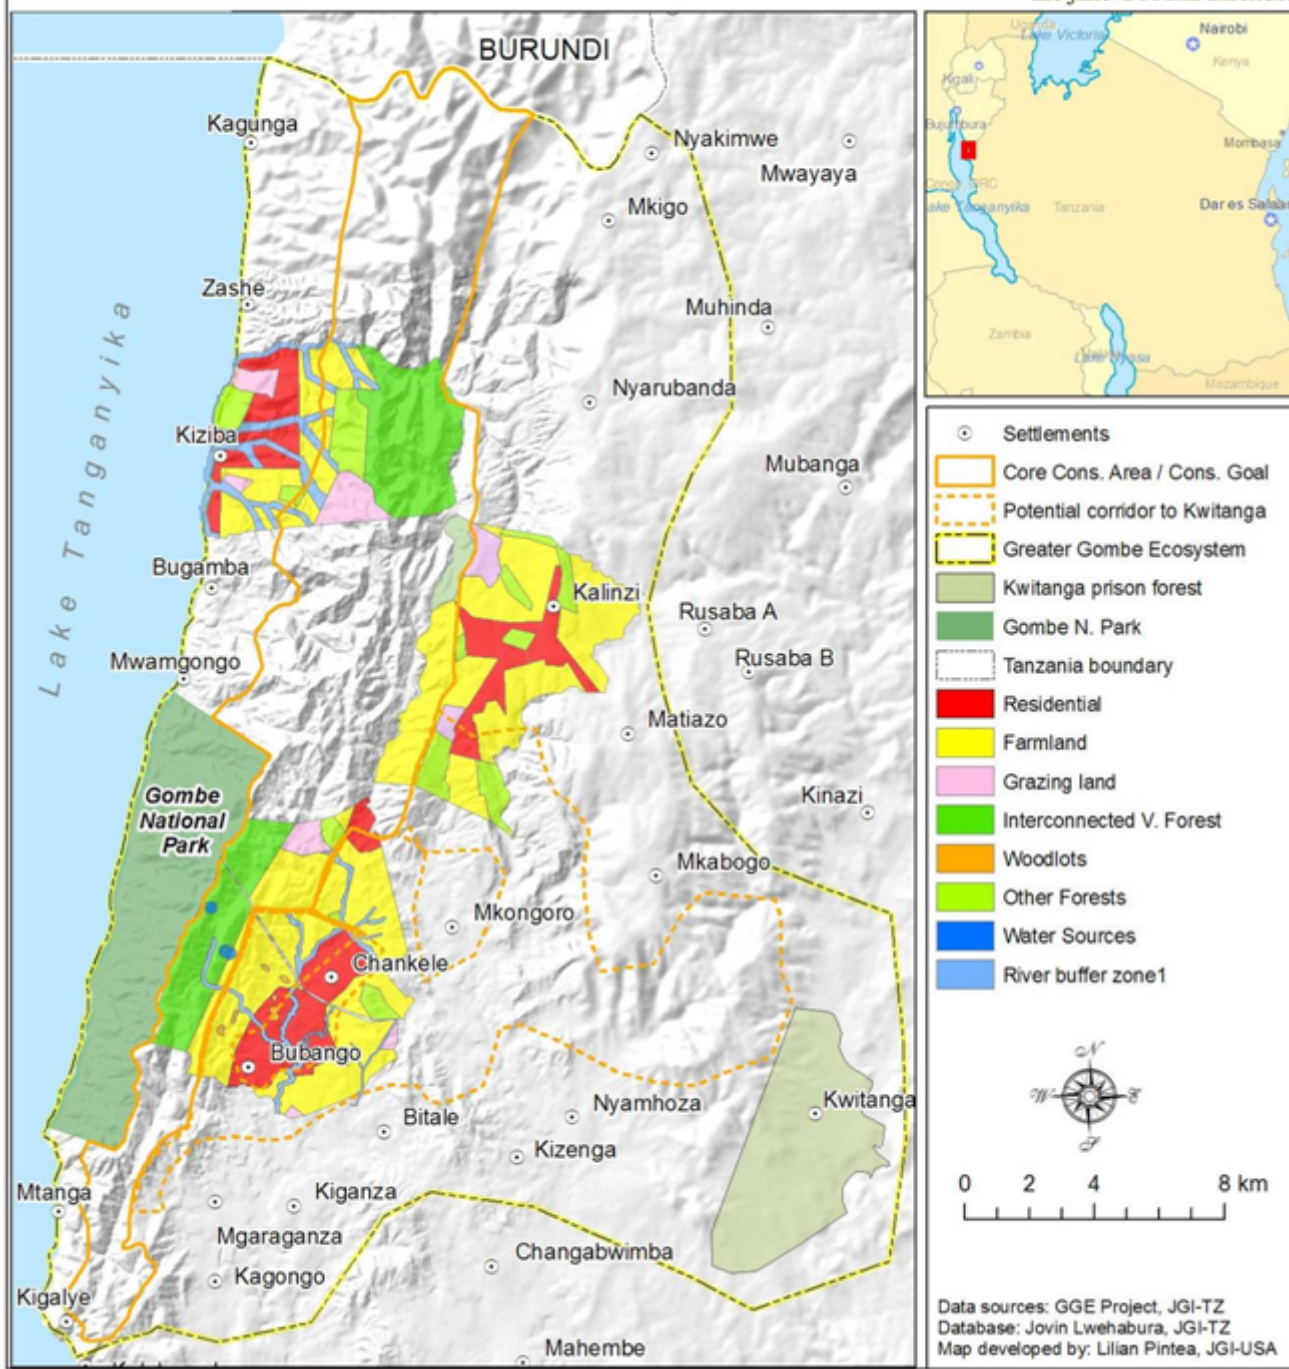 BURUNDI
Kagunga
Nyakimwe
Mwayaya
Mkigo
Zashe
Muhinda
Nyarubanda
Kiziba
Mubanga
Lake Tanganyika
Bugamba
Kalinzi
Rusaba A
Mwamgongo
Rusaba B
Matiazo
Gombe
National
Park
Kinazi
Mkabogo
Mkongoro
Chankele
Bubango
Bitale
Nyamhoza
Kwitanga
Kizenga
Mtanga
Kiganza
Mgaraganza
Changabwimba
Kagongo
Kigalye
Mahembe
Uganda
Lake Victoria
Nairobi
Kenya
Kigali
Bujumbura
Mombasa
Congo, DRC
ake Tanganyika
Tanzania
Dar es Salaa
Zambia
Lake Nyasa
Mozambique
Settlements
Core Cons. Area / Cons. Goal
Potential corridor to Kwitanga
Greater Gombe Ecosystem
Kwitanga prison forest
Gombe N. Park
Tanzania boundary
Residential
Farmland
Grazing land
Interconnected V. Forest
Woodlots
Other Forests
Water Sources
River buffer zone1
N
W E
S
0 2 4 8 km
Data sources: GGE Project, JGI-TZ
Database: Jovin Lwehabura, JGI-TZ
Map developed by: Lilian Pintea, JGI-USA